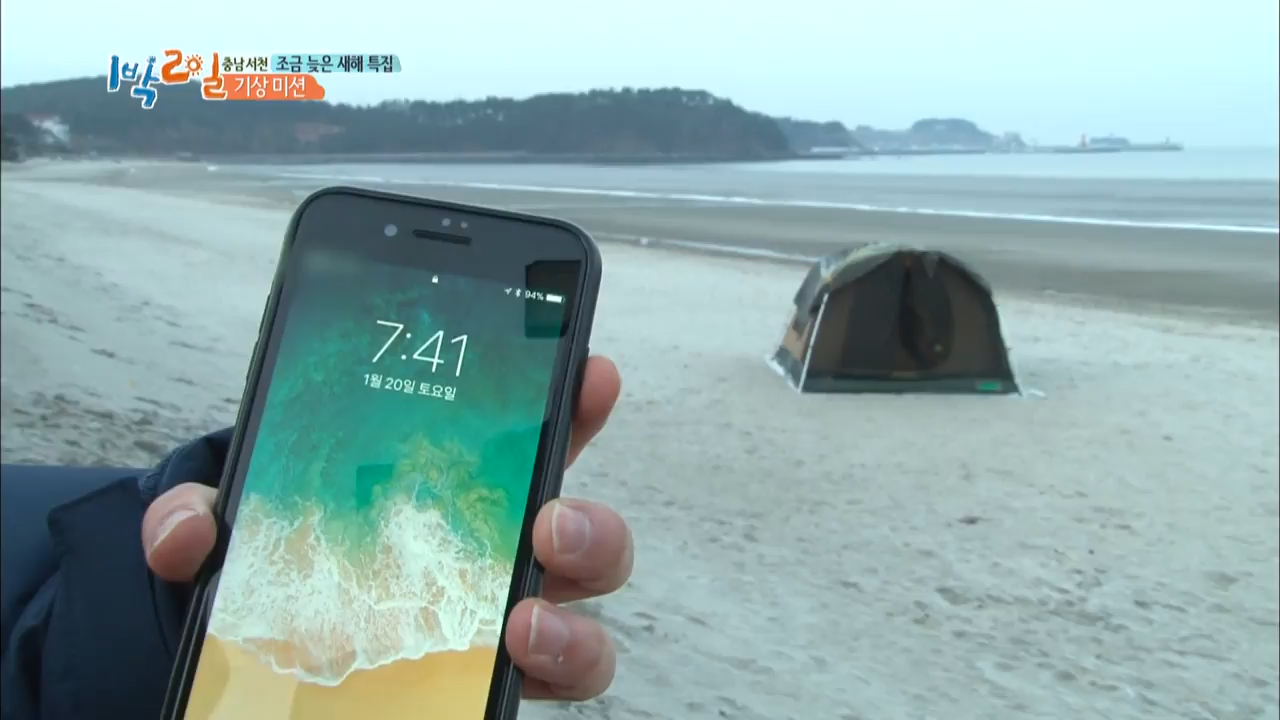 1박2일 충남 서천 조금 늦은 새해 특집
기상 미션
94%
7:41
1월 20일 토요일